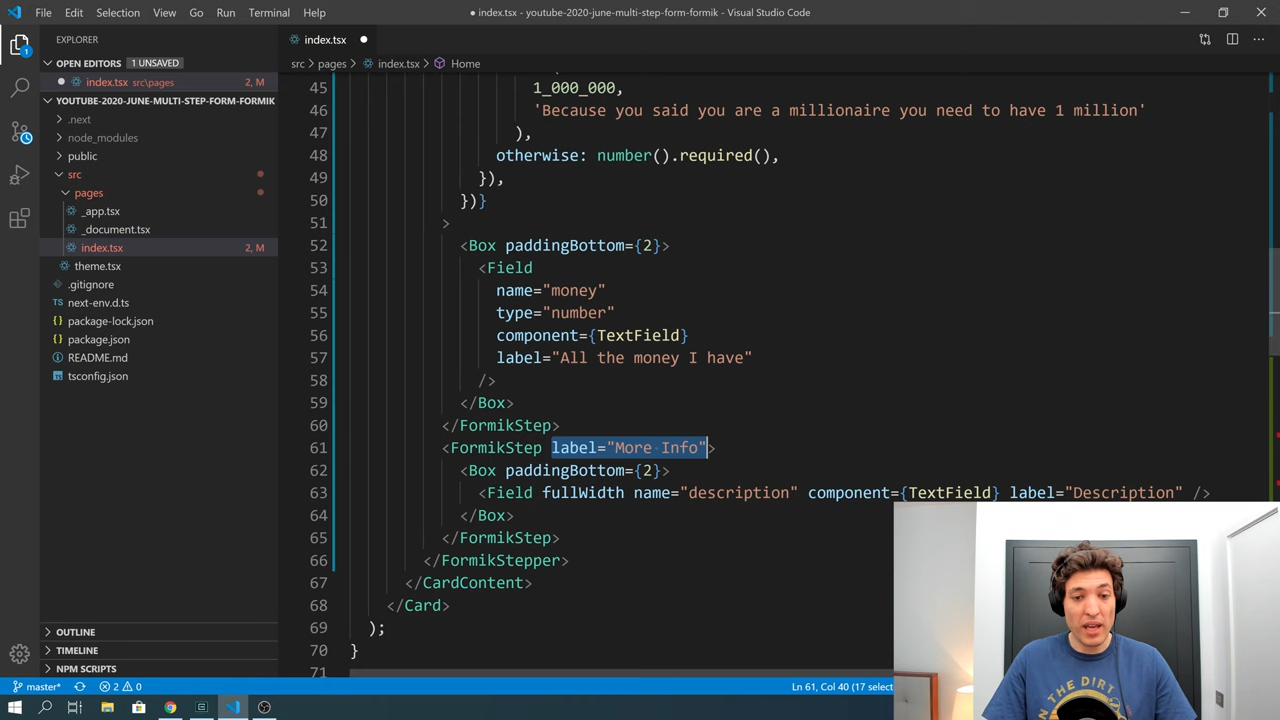 File Edit Selection View Go Run Terminal Help
● index.tsx - youtube-2020-june-multi-step-form-formik - Visual Studio Code
EXPLORER
OPEN EDITORS 1 UNSAVED
index.tsx src\pages 2, M
YOUTUBE-2020-JUNE-MULTI-STEP-FORM-FORMIK
.next
node_modules
public
src
pages
_app.tsx
_document.tsx
index.tsx 2, M
theme.tsx
.gitignore
next-env.d.ts
package-lock.json
package.json
README.md
tsconfig.json
OUTLINE
TIMELINE
NPM SCRIPTS
index.tsx
src > pages > index.tsx > Home
45 1_000_000,
46 'Because you said you are a millionaire you need to have 1 million'
47 ),
48 otherwise: number().required(),
49 }),
50 })}
51 >
52 <Box paddingBottom={2}>
53 <Field
54 name="money"
55 type="number"
56 component={TextField}
57 label="All the money I have"
58 />
59 </Box>
60 </FormikStep>
61 <FormikStep label="More Info">
62 <Box paddingBottom={2}>
63 <Field fullWidth name="description" component={TextField} label="Description" />
64 </Box>
65 </FormikStep>
66 </FormikStepper>
67 </CardContent>
68 </Card>
69 );
70 }
71
master* 2 0
Ln 61, Col 40 (17 select
IN THE DIRT